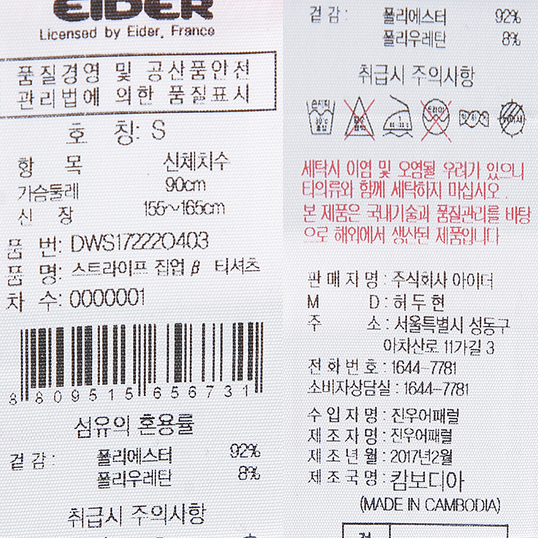 EIDER
Licensed by Eider, France
품질경영 및 공산품안전
관리법에 의한 품질표시
호 칭: S
항 목 신체치수
가슴둘레 90cm
신 장 155~165cm
품 번: DWS17222O403
품 명: 스트라이프 집업 β 티셔츠
차 수: 0000001
8 809515 656731
섬유의 혼용률
겉감: 폴리에스터 92%
폴리우레탄 8%
취급시 주의사항
겉감: 폴리에스터 92%
폴리우레탄 8%
취급시 주의사항
세탁시 이염 및 오염될 우려가 있으니
타의류와 함께 세탁하지 마십시오.
본 제품은 국내기술과 품질관리를 바탕
으로 해외에서 생산된 제품입니다
판 매 자 명 : 주식회사 아이더
M D : 허두현
주 소 : 서울특별시 성동구
아차산로 11가길 3
전 화 번 호 : 1644-7781
소비자상담실 : 1644-7781
수 입 자 명 : 진우어패럴
제 조 자 명 : 진우어패럴
제 조 년 월 : 2017년2월
제 조 국 명 : 캄보디아
(MADE IN CAMBODIA)